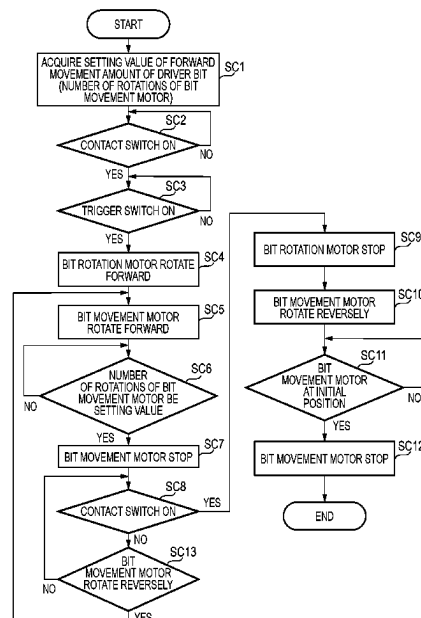 START
ACQUIRE SETTING VALUE OF FORWARD
MOVEMENT AMOUNT OF DRIVER BIT
(NUMBER OF ROTATIONS OF BIT
MOVEMENT MOTOR)
SC1
SC2
CONTACT SWITCH ON
NO
YES
SC3
TRIGGER SWITCH ON
NO
YES
BIT ROTATION MOTOR ROTATE
FORWARD
SC4
BIT MOVEMENT MOTOR
ROTATE FORWARD
SC5
NUMBER
OF ROTATIONS OF BIT
MOVEMENT MOTOR BE
SETTING VALUE
SC6
NO
YES
SC7
BIT MOVEMENT MOTOR STOP
SC8
CONTACT SWITCH ON
YES
NO
SC13
BIT
MOVEMENT MOTOR
ROTATE REVERSELY
NO
YES
BIT ROTATION MOTOR STOP
SC9
BIT MOVEMENT MOTOR
ROTATE REVERSELY
SC10
SC11
BIT
MOVEMENT MOTOR
AT INITIAL
POSITION
NO
YES
BIT MOVEMENT MOTOR STOP
SC12
END